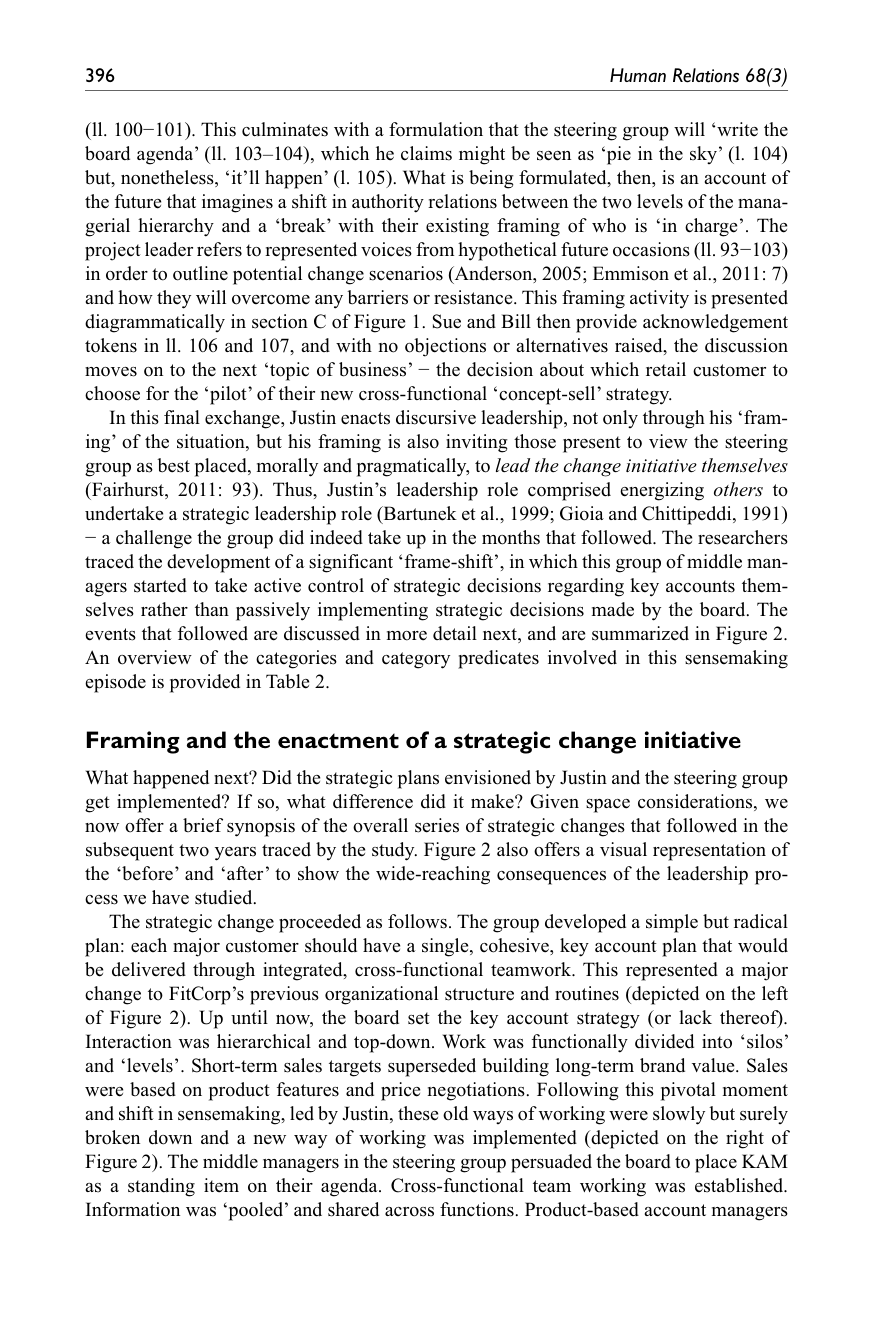 396 Human Relations 68(3)
(ll. 100−101). This culminates with a formulation that the steering group will ‘write the
board agenda’ (ll. 103–104), which he claims might be seen as ‘pie in the sky’ (l. 104)
but, nonetheless, ‘it’ll happen’ (l. 105). What is being formulated, then, is an account of
the future that imagines a shift in authority relations between the two levels of the mana-
gerial hierarchy and a ‘break’ with their existing framing of who is ‘in charge’. The
project leader refers to represented voices from hypothetical future occasions (ll. 93−103)
in order to outline potential change scenarios (Anderson, 2005; Emmison et al., 2011: 7)
and how they will overcome any barriers or resistance. This framing activity is presented
diagrammatically in section C of Figure 1. Sue and Bill then provide acknowledgement
tokens in ll. 106 and 107, and with no objections or alternatives raised, the discussion
moves on to the next ‘topic of business’ − the decision about which retail customer to
choose for the ‘pilot’ of their new cross-functional ‘concept-sell’ strategy.
In this final exchange, Justin enacts discursive leadership, not only through his ‘fram-
ing’ of the situation, but his framing is also inviting those present to view the steering
group as best placed, morally and pragmatically, to lead the change initiative themselves
(Fairhurst, 2011: 93). Thus, Justin’s leadership role comprised energizing others to
undertake a strategic leadership role (Bartunek et al., 1999; Gioia and Chittipeddi, 1991)
− a challenge the group did indeed take up in the months that followed. The researchers
traced the development of a significant ‘frame-shift’, in which this group of middle man-
agers started to take active control of strategic decisions regarding key accounts them-
selves rather than passively implementing strategic decisions made by the board. The
events that followed are discussed in more detail next, and are summarized in Figure 2.
An overview of the categories and category predicates involved in this sensemaking
episode is provided in Table 2.
Framing and the enactment of a strategic change initiative
What happened next? Did the strategic plans envisioned by Justin and the steering group
get implemented? If so, what difference did it make? Given space considerations, we
now offer a brief synopsis of the overall series of strategic changes that followed in the
subsequent two years traced by the study. Figure 2 also offers a visual representation of
the ‘before’ and ‘after’ to show the wide-reaching consequences of the leadership pro-
cess we have studied.
The strategic change proceeded as follows. The group developed a simple but radical
plan: each major customer should have a single, cohesive, key account plan that would
be delivered through integrated, cross-functional teamwork. This represented a major
change to FitCorp’s previous organizational structure and routines (depicted on the left
of Figure 2). Up until now, the board set the key account strategy (or lack thereof).
Interaction was hierarchical and top-down. Work was functionally divided into ‘silos’
and ‘levels’. Short-term sales targets superseded building long-term brand value. Sales
were based on product features and price negotiations. Following this pivotal moment
and shift in sensemaking, led by Justin, these old ways of working were slowly but surely
broken down and a new way of working was implemented (depicted on the right of
Figure 2). The middle managers in the steering group persuaded the board to place KAM
as a standing item on their agenda. Cross-functional team working was established.
Information was ‘pooled’ and shared across functions. Product-based account managers